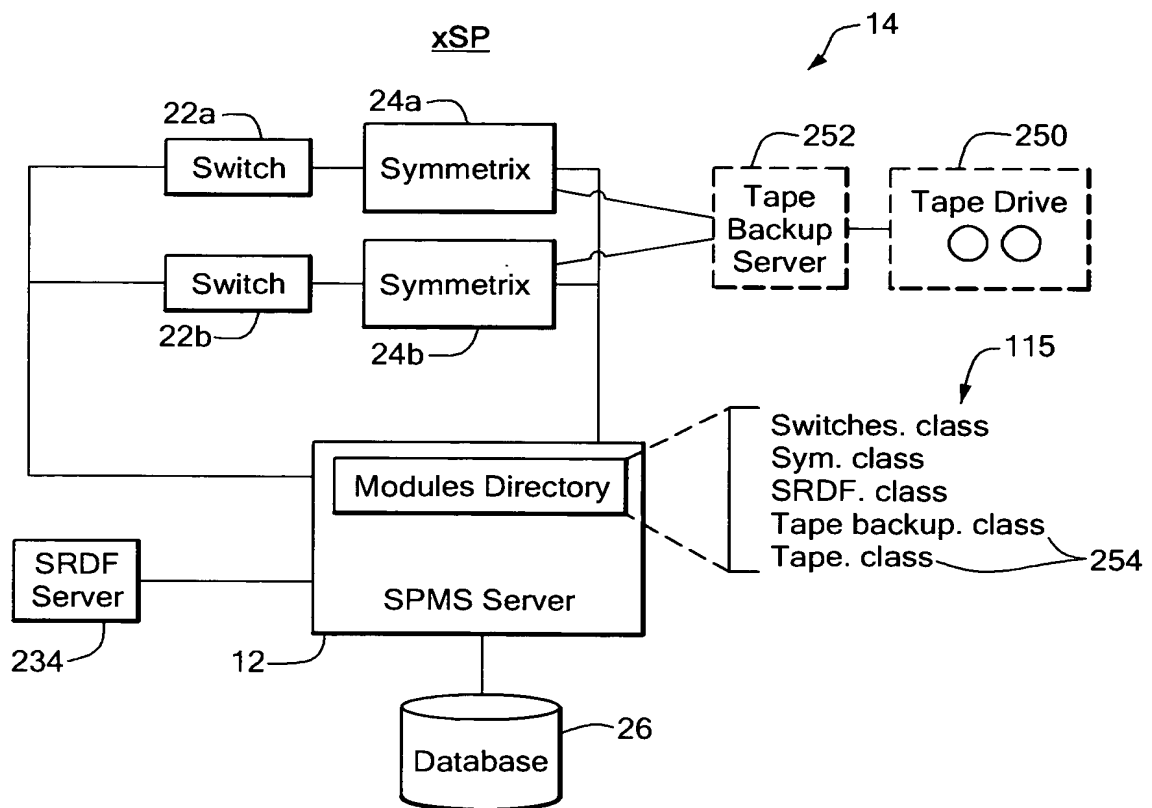 xSP
14
22a
24a
252
250
Switch
Symmetrix
Tape
Backup
Server
Tape Drive
Switch
Symmetrix
22b
24b
115
Switches. class
Sym. class
SRDF. class
Tape backup. class
Tape. class
254
Modules Directory
SPMS Server
SRDF
Server
234
12
26
Database